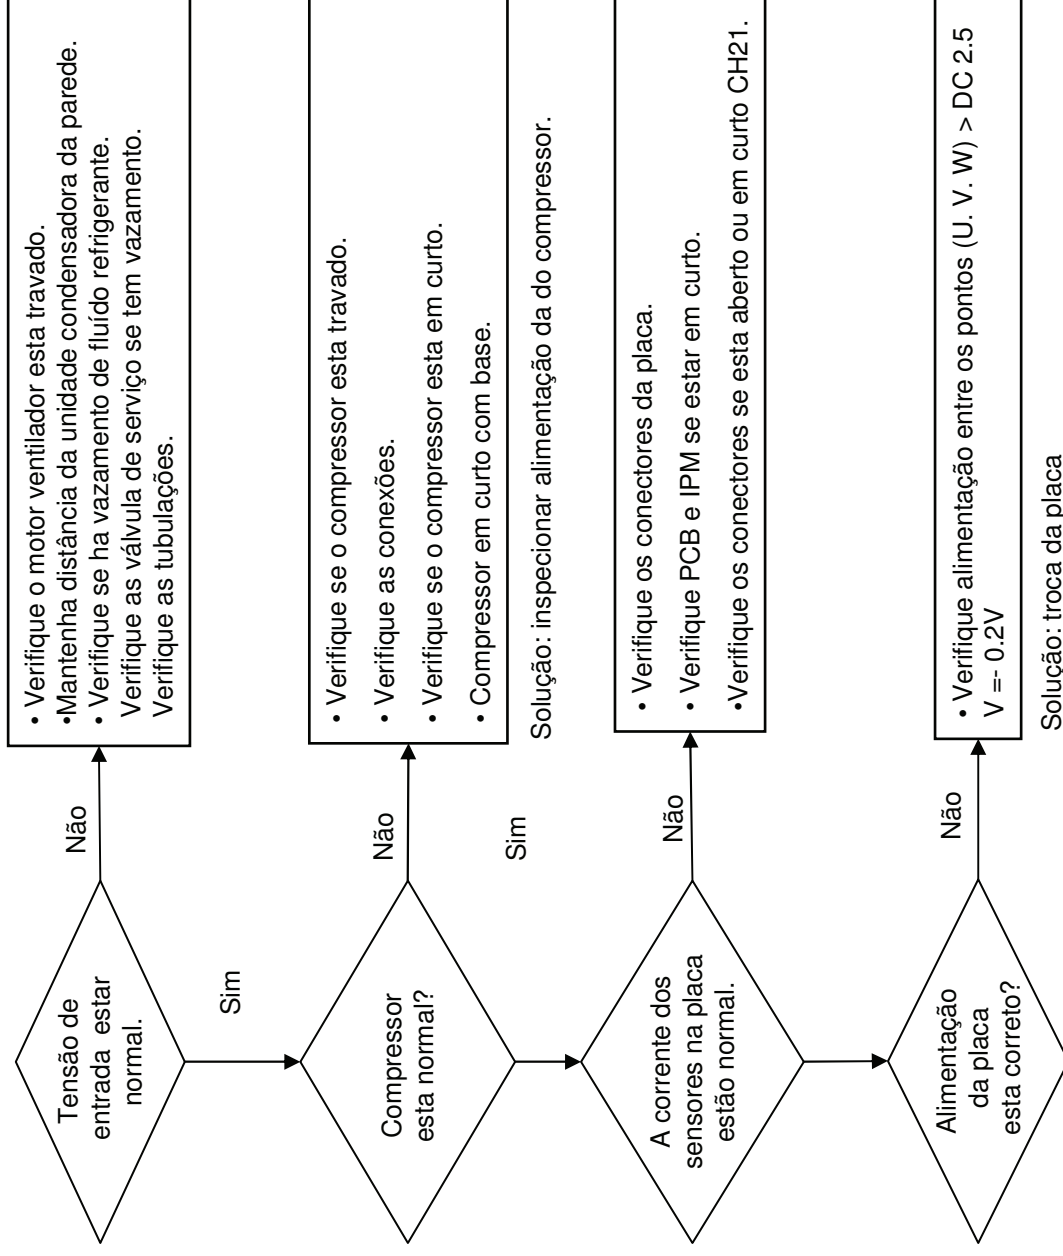 Tensão de
entrada estar
normal.
Não
• Verifique o motor ventilador esta travado.
•Mantenha distância da unidade condensadora da parede.
• Verifique se ha vazamento de fluído refrigerante.
Verifique as válvula de serviço se tem vazamento.
Verifique as tubulações.
Sim
Compressor
esta normal?
Não
• Verifique se o compressor esta travado.
• Verifique as conexões.
• Verifique se o compressor esta em curto.
• Compressor em curto com base.
Solução: inspecionar alimentação da do compressor.
Sim
A corrente dos
sensores na placa
estão normal.
Não
• Verifique os conectores da placa.
• Verifique PCB e IPM se estar em curto.
•Verifique os conectores se esta aberto ou em curto CH21.
Alimentação
da placa
esta correto?
Não
• Verifique alimentação entre os pontos (U. V. W) > DC 2.5
V =- 0.2V
Solução: troca da placa